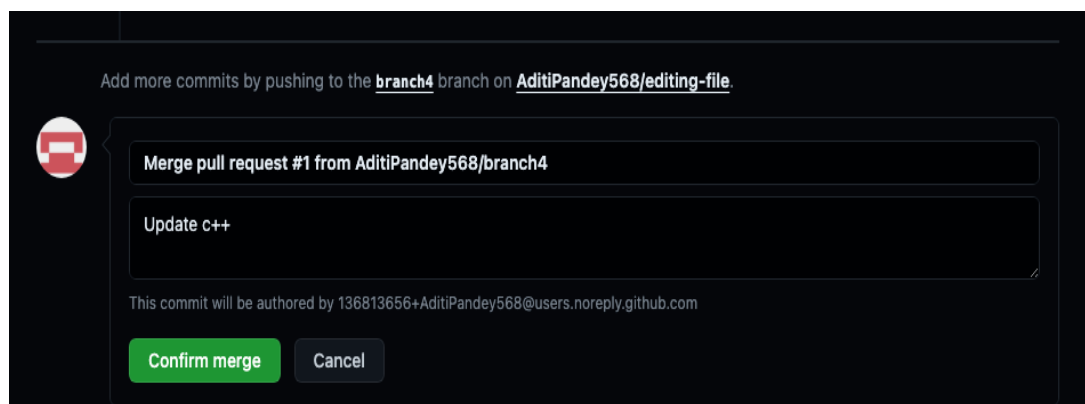 Add more commits by pushing to the branch4 branch on AditiPandey568/editing-file.
Merge pull request #1 from AditiPandey568/branch4
Update c++
This commit will be authored by 136813656+AditiPandey568@users.noreply.github.com
Confirm merge Cancel